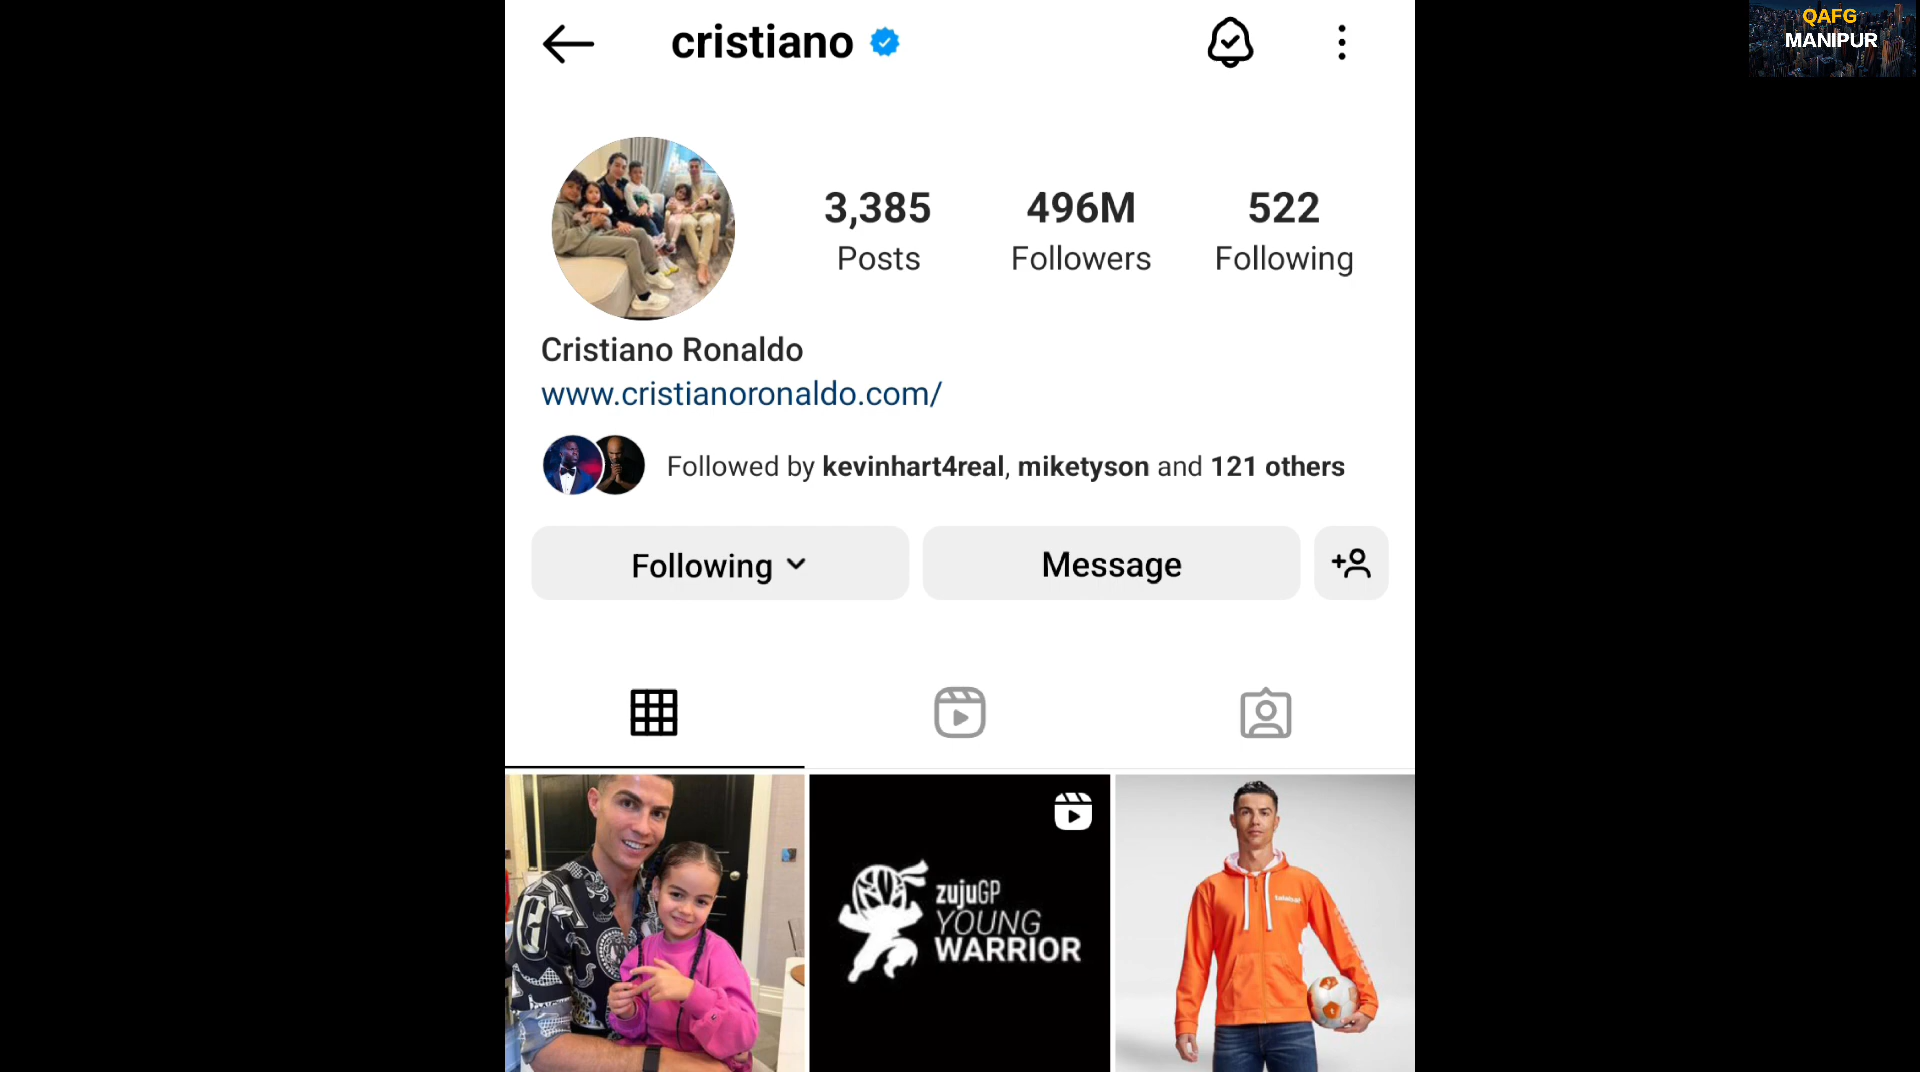 cristiano
QAFG
MANIPUR
3,385
Posts
496M
Followers
522
Following
Cristiano Ronaldo
www.cristianoronaldo.com/
Followed by kevinhart4real, miketyson and 121 others
Following
Message
zujuGP
YOUNG
WARRIOR